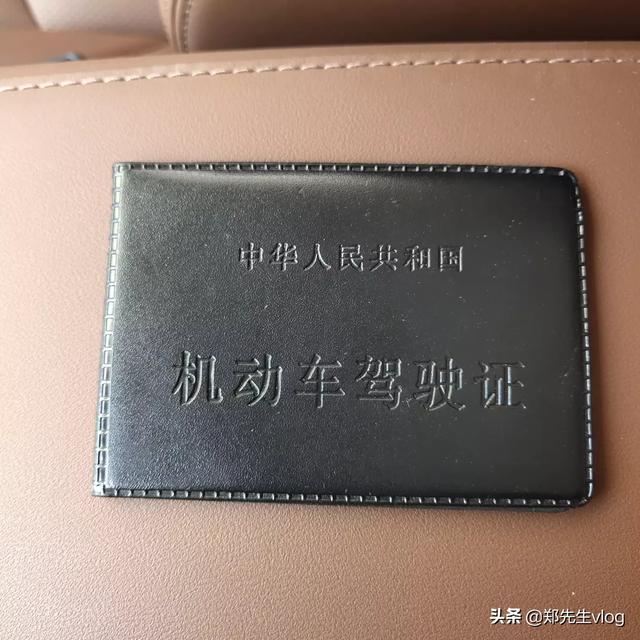 中华人民共和国
机动车驾驶证
头条 @郑先生vlog